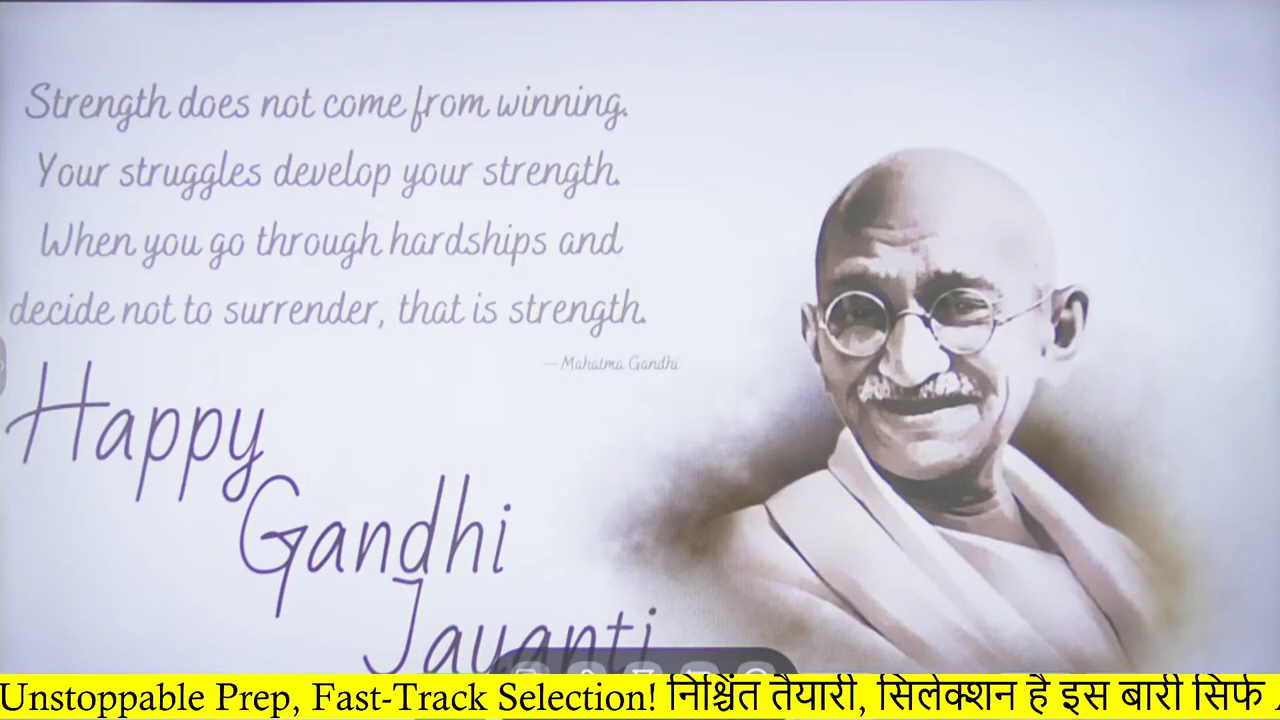 Strength does not come from winning.
Your struggles develop your strength.
When you go through hardships and
decide not to surrender, that is strength.
— Mahatma Gandhi
Happy
Gandhi
Jayanti
Unstoppable Prep, Fast-Track Selection! निश्चिंत तैयारी, सिलेक्शन है इस बारी सिर्फ